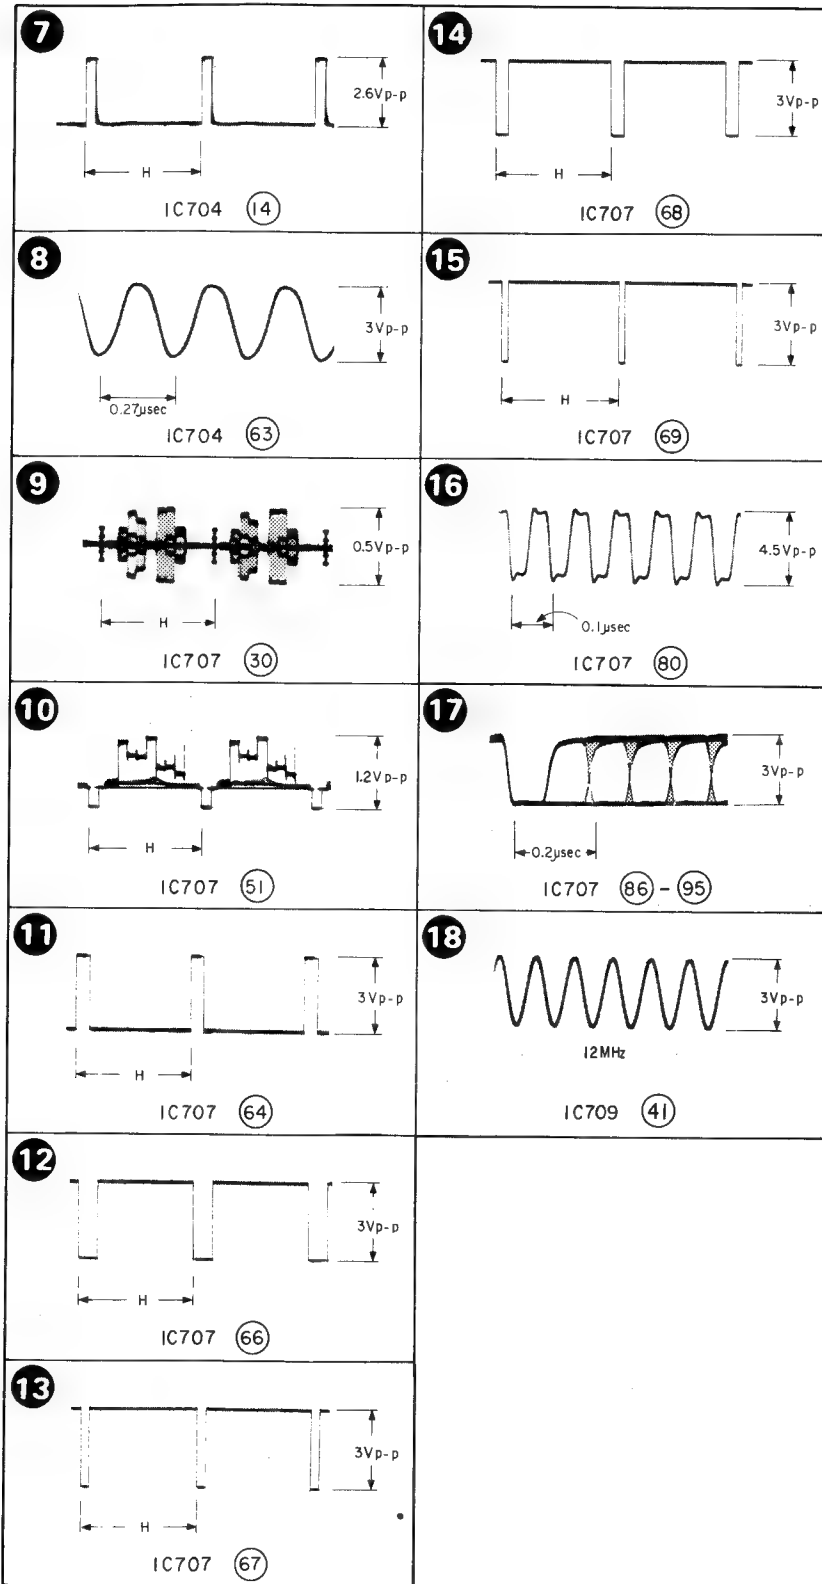 7
2.6Vp-p
H
IC704 14
8
3Vp-p
0.27μsec
IC704 63
9
0.5Vp-p
H
IC707 30
10
1.2Vp-p
H
IC707 51
11
3Vp-p
H
IC707 64
12
3Vp-p
H
IC707 66
13
3Vp-p
H
IC707 67
14
3Vp-p
H
IC707 68
15
3Vp-p
H
IC707 69
16
4.5Vp-p
0.1μsec
IC707 80
17
3Vp-p
0.2μsec
IC707 86 - 95
18
3Vp-p
12MHz
IC709 41